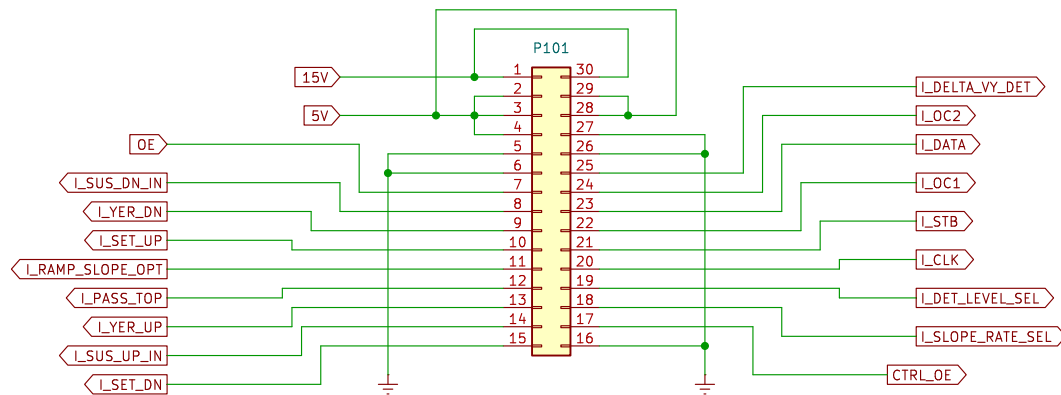 P101
15V
5V
OE
I_SUS_DN_IN
I_YER_DN
I_SET_UP
I_RAMP_SLOPE_OPT
I_PASS_TOP
I_YER_UP
I_SUS_UP_IN
I_SET_DN
1
2
3
4
5
6
7
8
9
10
11
12
13
14
15
30
29
28
27
26
25
24
23
22
21
20
19
18
17
16
I_DELTA_VY_DET
I_OC2
I_DATA
I_OC1
I_STB
I_CLK
I_DET_LEVEL_SEL
I_SLOPE_RATE_SEL
CTRL_OE